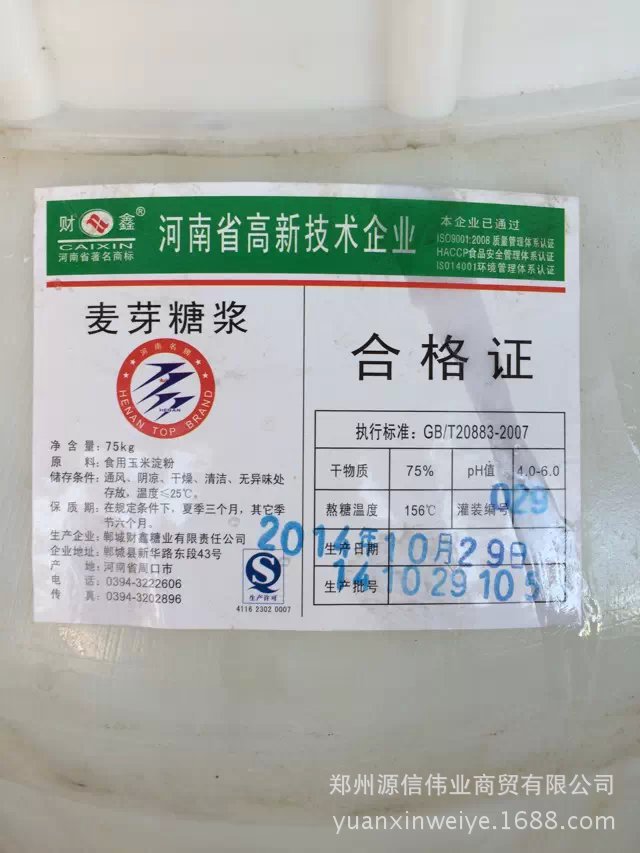 财鑫®
CAIXIN
河南省著名商标
河南省高新技术企业
本企业已通过
ISO9001:2008 质量管理体系认证
HACCP食品安全管理体系认证
ISO14001环境管理体系认证
麦芽糖浆
河南名牌
HENAN
HENAN TOP BRAND
净含量：75kg
原料：食用玉米淀粉
储存条件：通风、阴凉、干燥、清洁、无异味处
存放，温度≤25℃。
保质期：在规定条件下，夏季三个月，其它季
节六个月。
生产企业：郸城财鑫糖业有限责任公司
企业地址：郸城县新华路东段43号
产地：河南省周口市
电话：0394-3222606
传真：0394-3202896
QS
生产许可
4116 2302 0007
合格证
执行标准：GB/T20883-2007
干物质 75% pH值 4.0-6.0
熬糖温度 156℃ 灌装编号 029
生产日期 2014年10月29日
生产批号 141029105
郑州源信伟业商贸有限公司
yuanxinweiye.1688.com